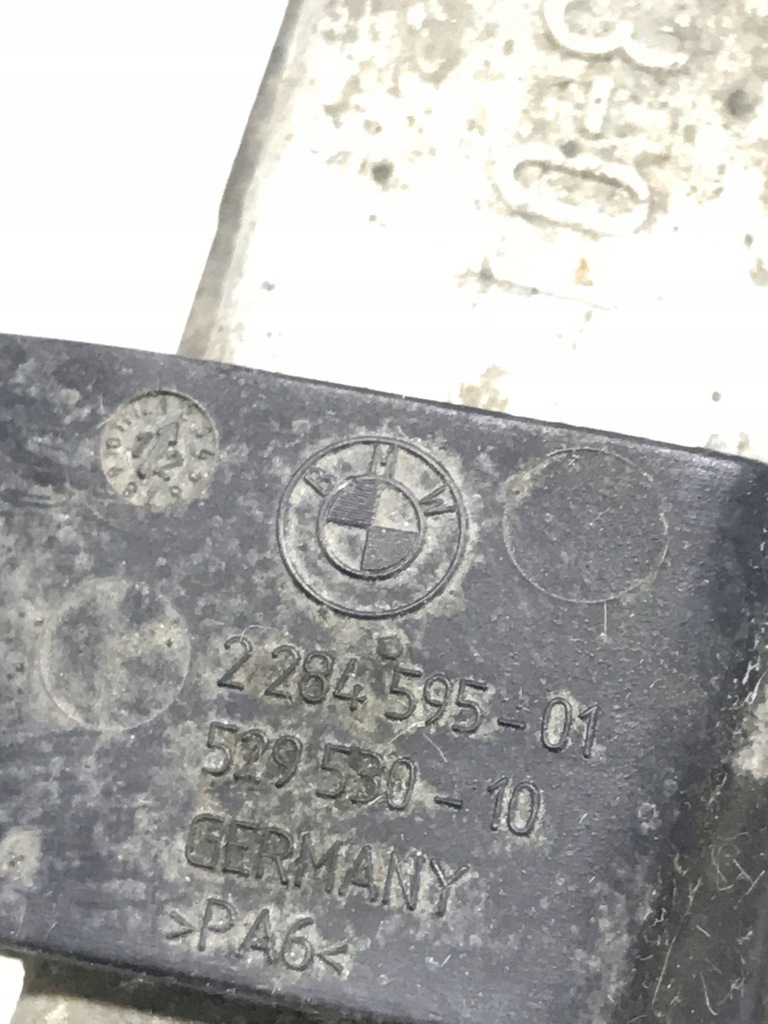 BMW
2 284 595-01
529 530-10
GERMANY
>PA6<